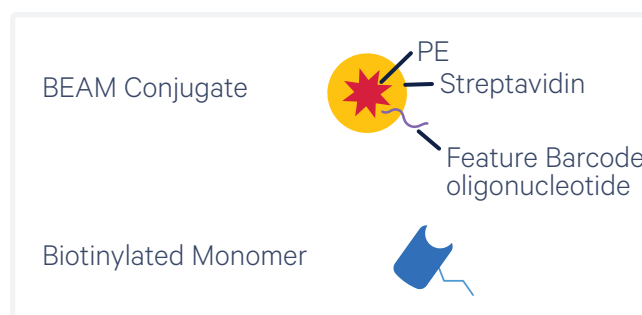 PE
BEAM Conjugate
Streptavidin
Feature Barcode
oligonucleotide
Biotinylated Monomer